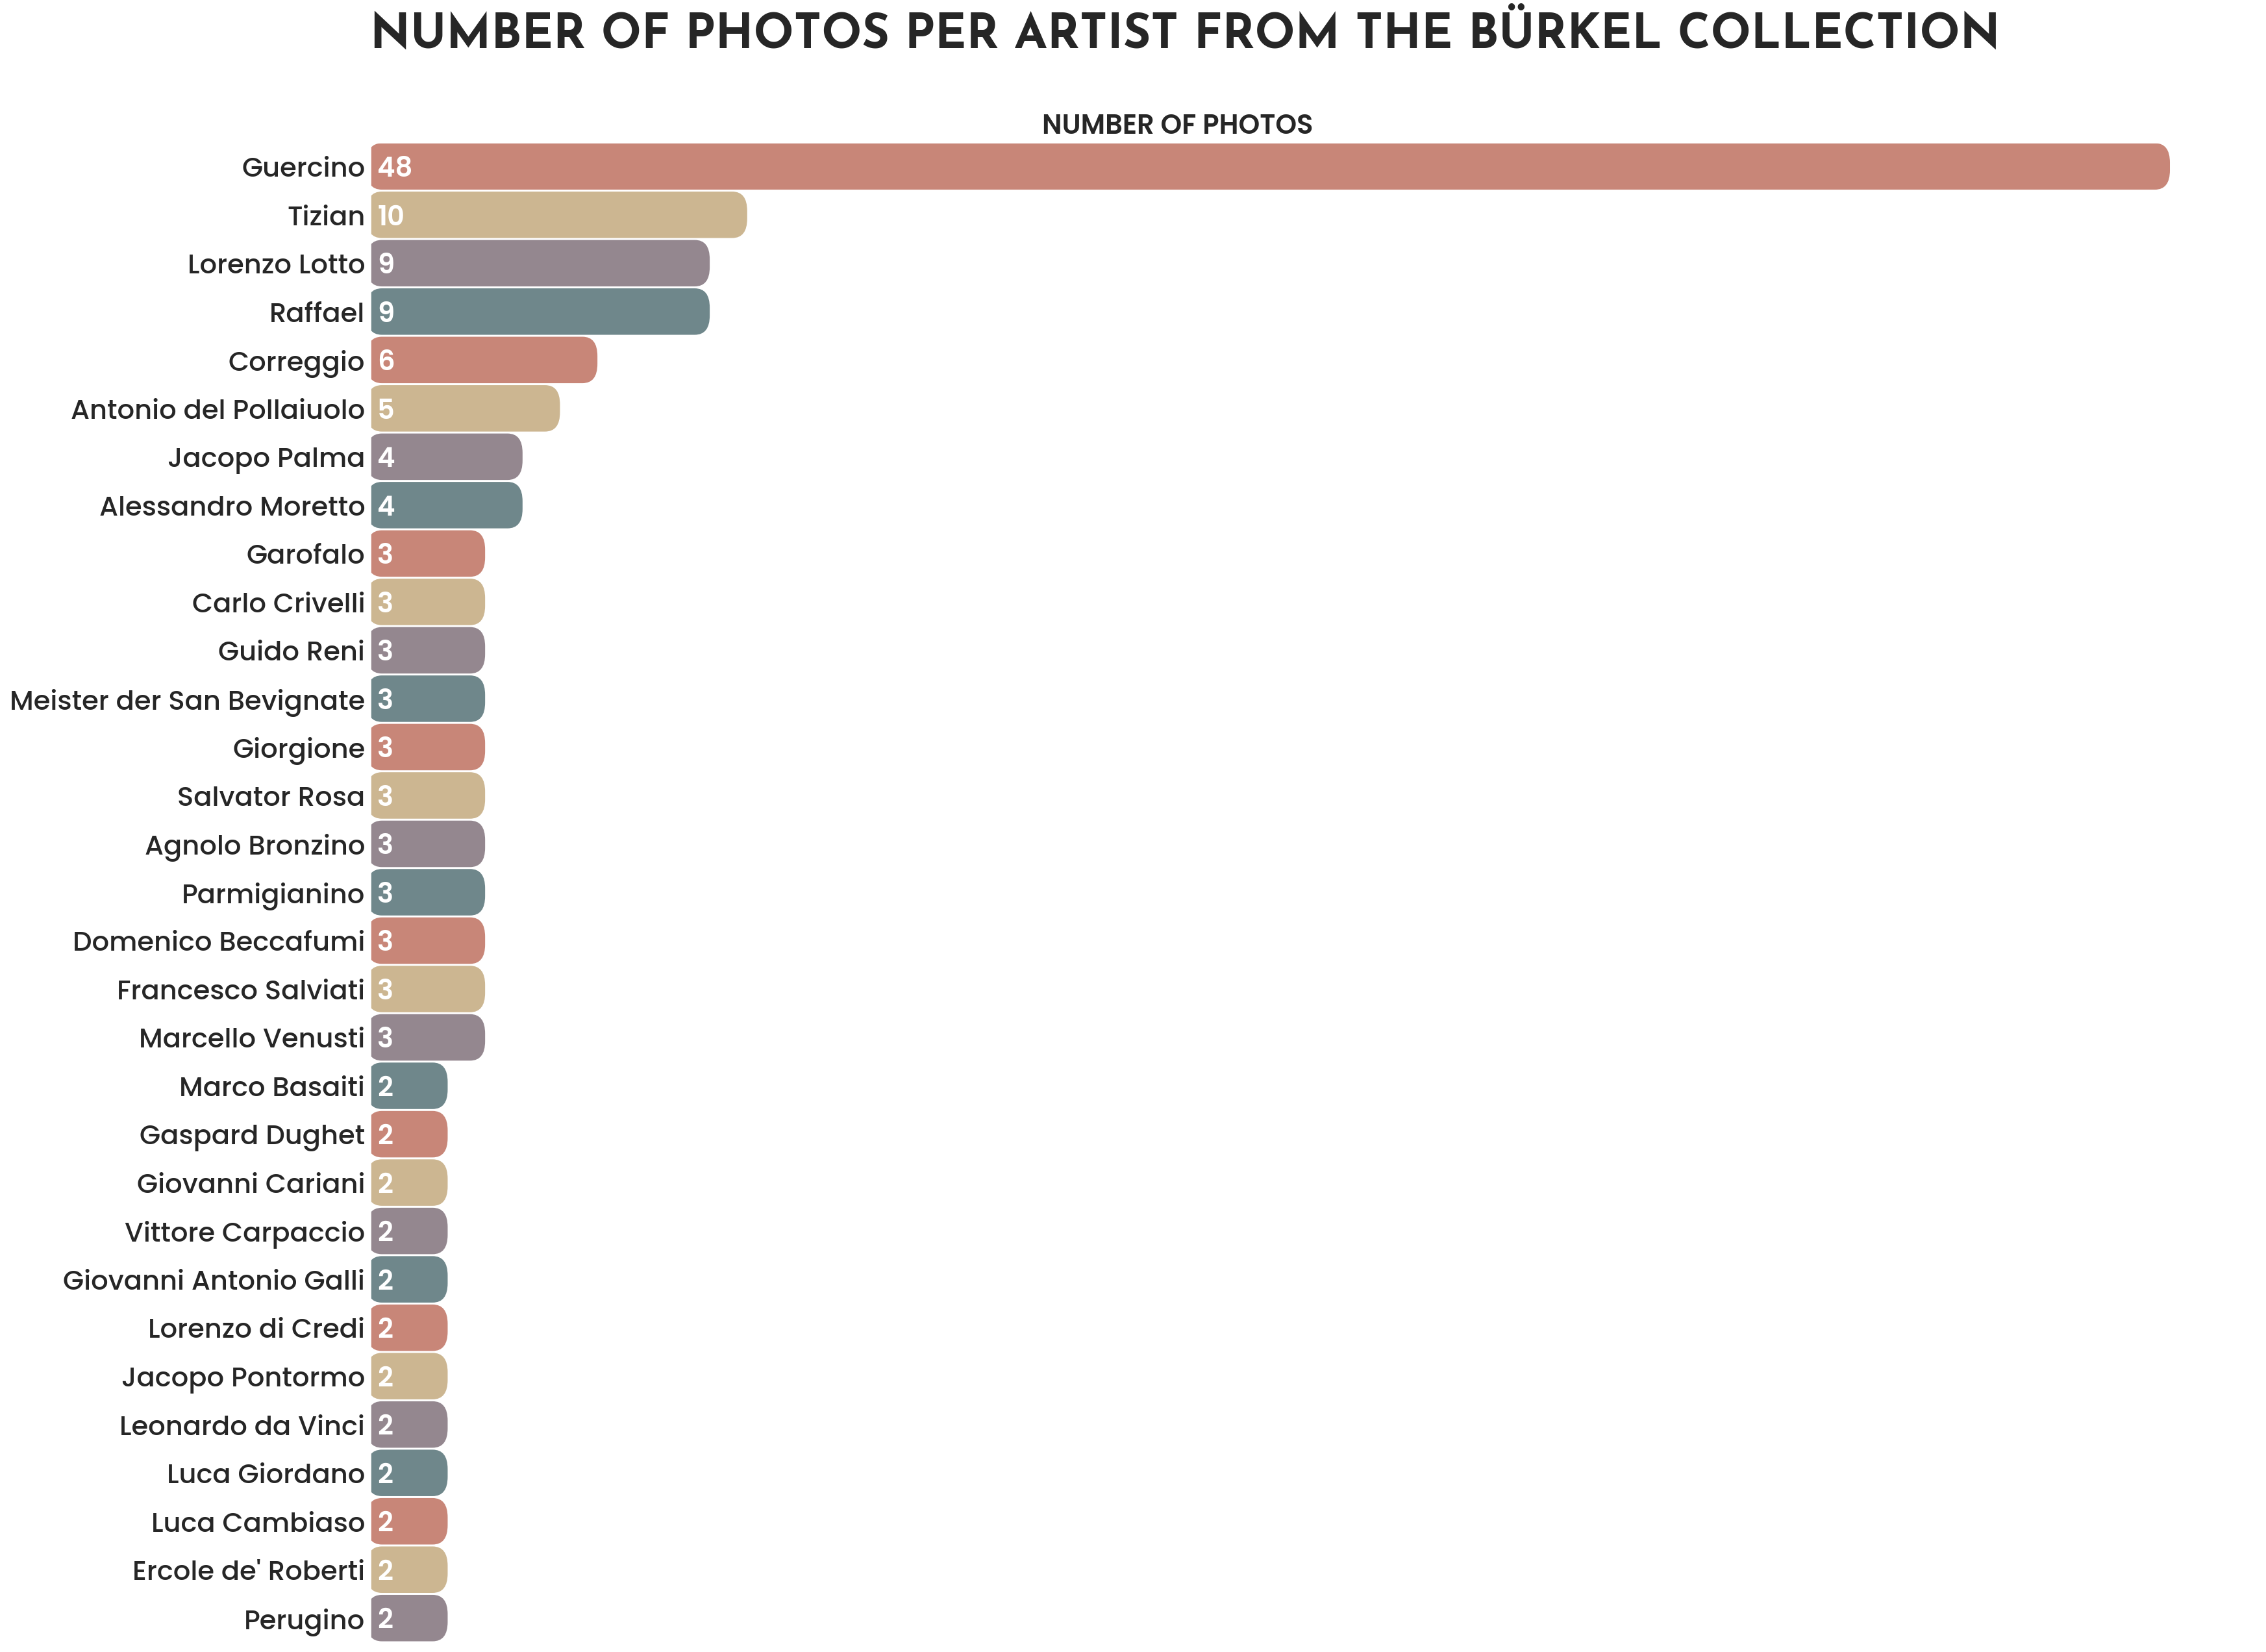 NUMBER OF PHOTOS PER ARTIST FROM THE BÜRKEL COLLECTION
NUMBER OF PHOTOS
Guercino 48
Tizian 10
Lorenzo Lotto 9
Raffael 9
Correggio 6
Antonio del Pollaiuolo 5
Jacopo Palma 4
Alessandro Moretto 4
Garofalo 3
Carlo Crivelli 3
Guido Reni 3
Meister der San Bevignate 3
Giorgione 3
Salvator Rosa 3
Agnolo Bronzino 3
Parmigianino 3
Domenico Beccafumi 3
Francesco Salviati 3
Marcello Venusti 3
Marco Basaiti 2
Gaspard Dughet 2
Giovanni Cariani 2
Vittore Carpaccio 2
Giovanni Antonio Galli 2
Lorenzo di Credi 2
Jacopo Pontormo 2
Leonardo da Vinci 2
Luca Giordano 2
Luca Cambiaso 2
Ercole de' Roberti 2
Perugino 2